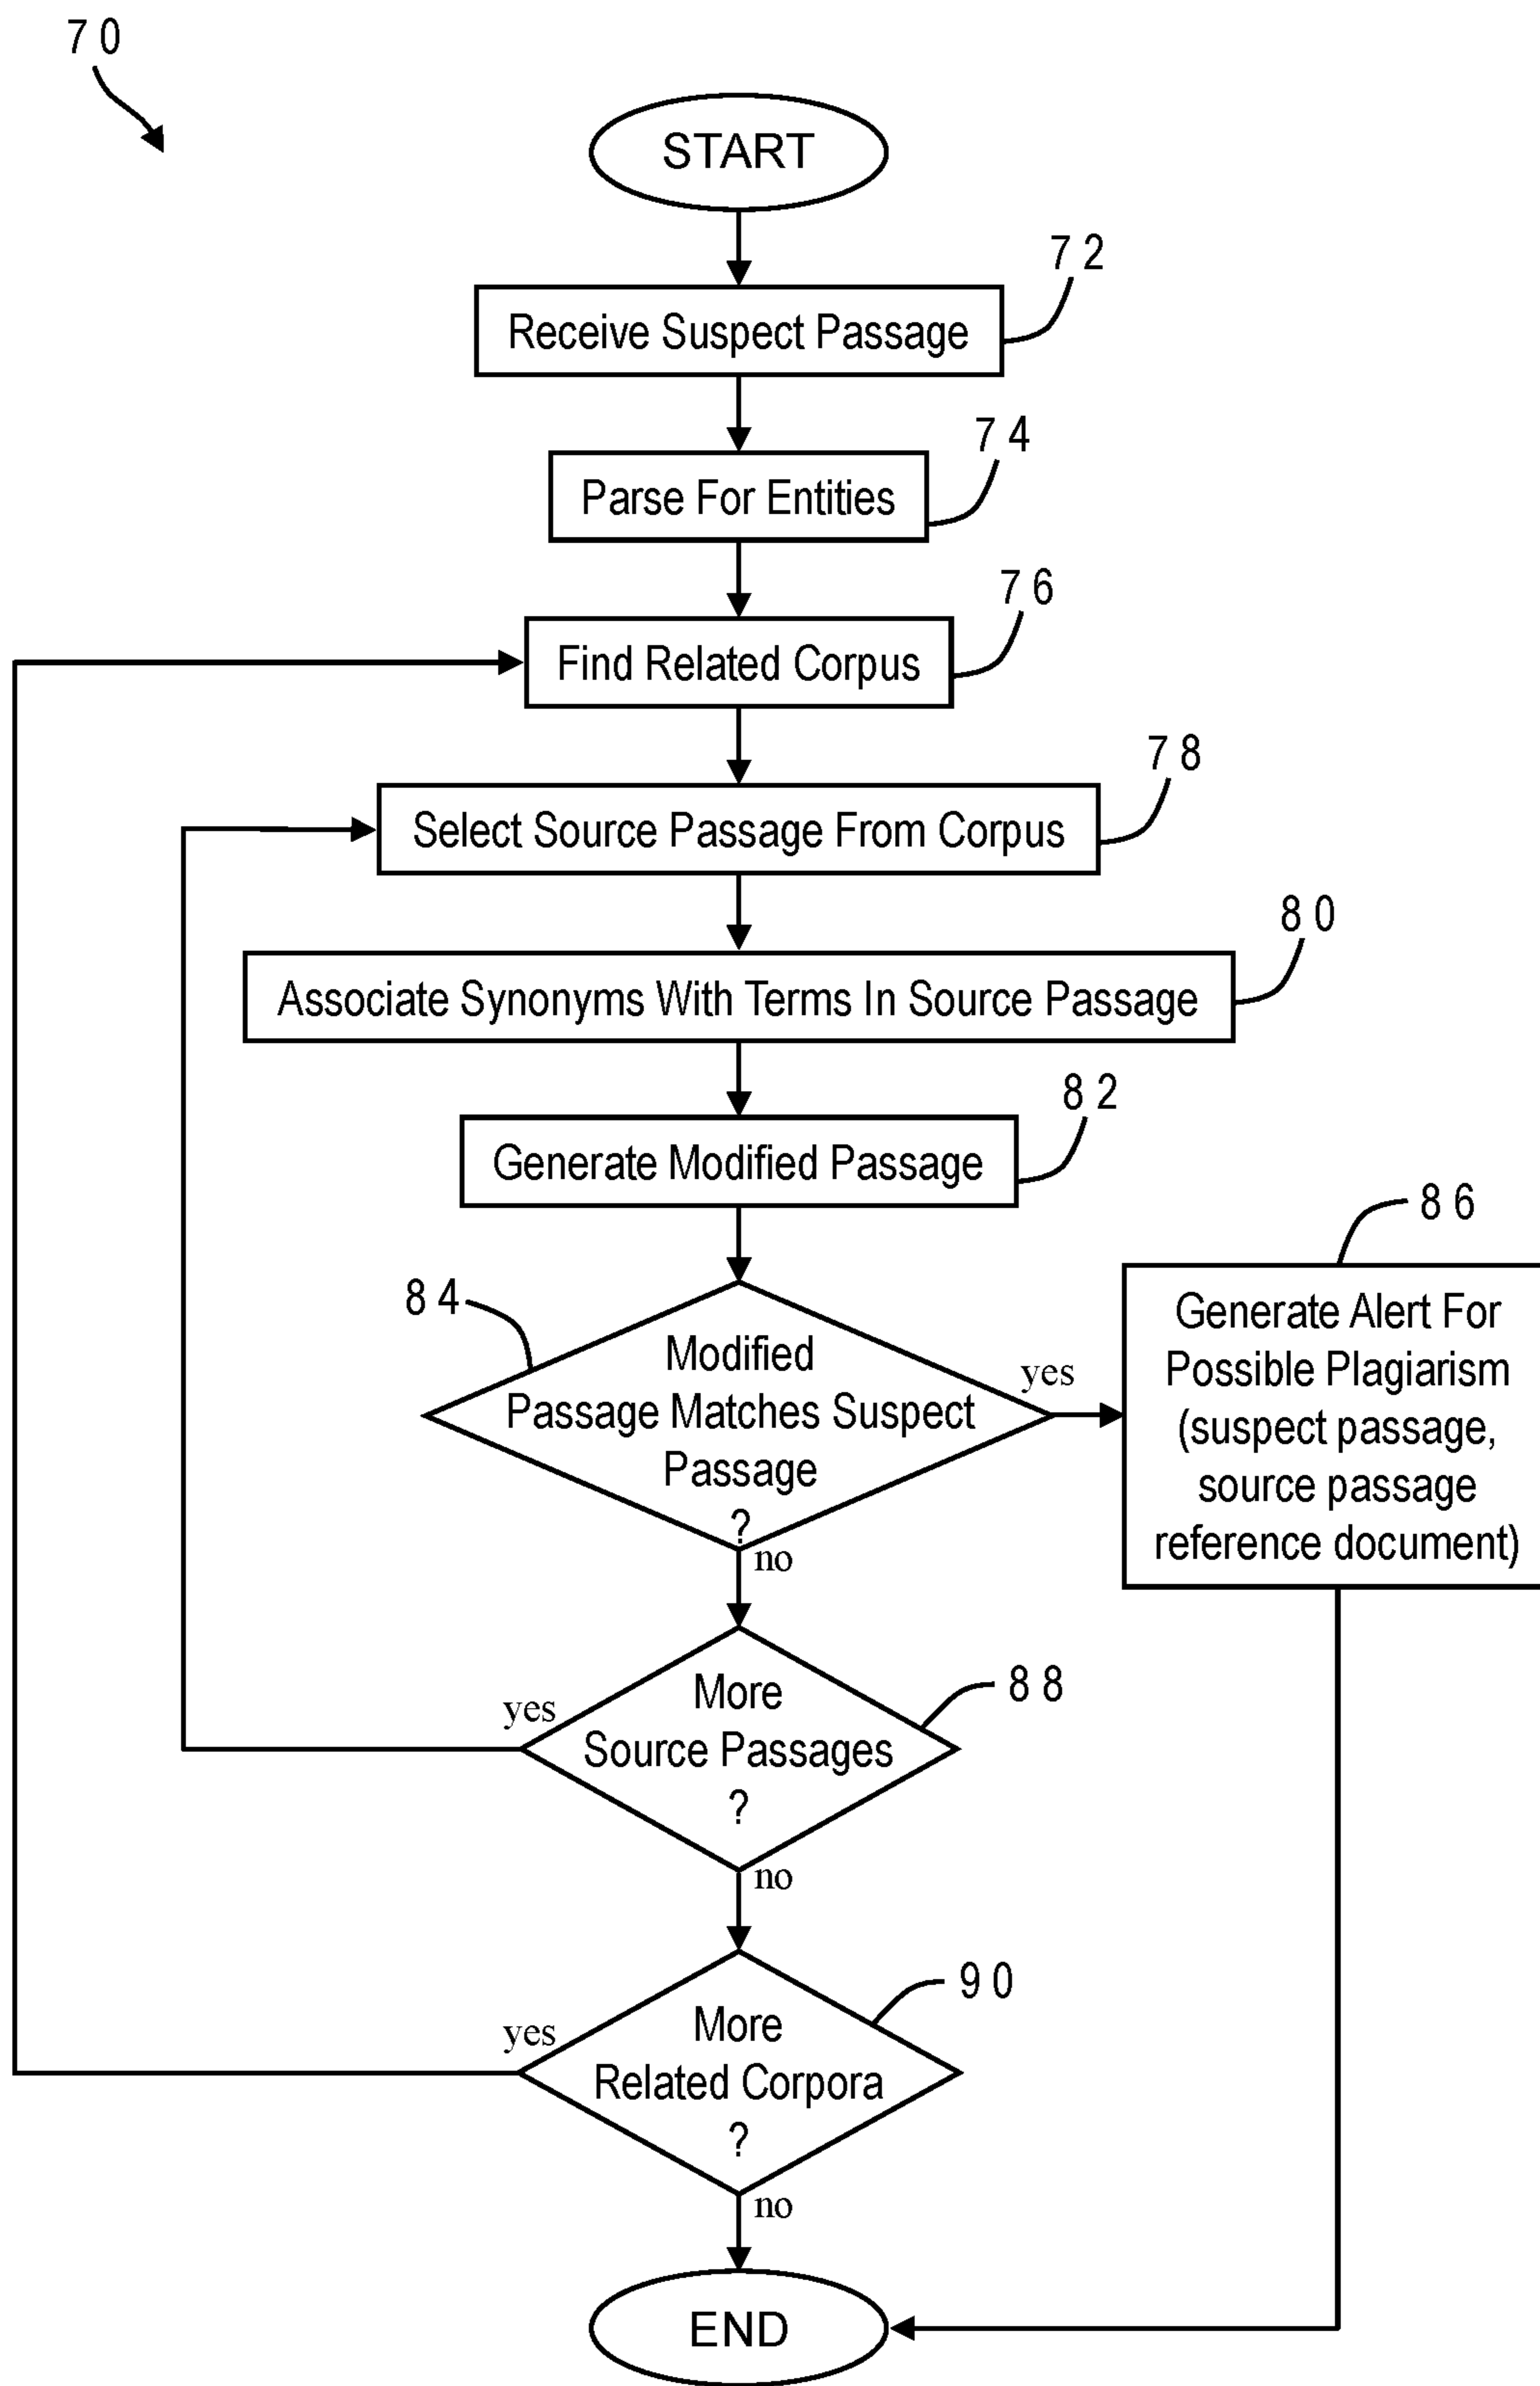 70
START
72
Receive Suspect Passage
74
Parse For Entities
76
Find Related Corpus
78
Select Source Passage From Corpus
80
Associate Synonyms With Terms In Source Passage
82
Generate Modified Passage
84
Modified
Passage Matches Suspect
Passage
?
yes
no
86
Generate Alert For
Possible Plagiarism
(suspect passage,
source passage
reference document)
88
More
Source Passages
?
yes
no
90
More
Related Corpora
?
yes
no
END